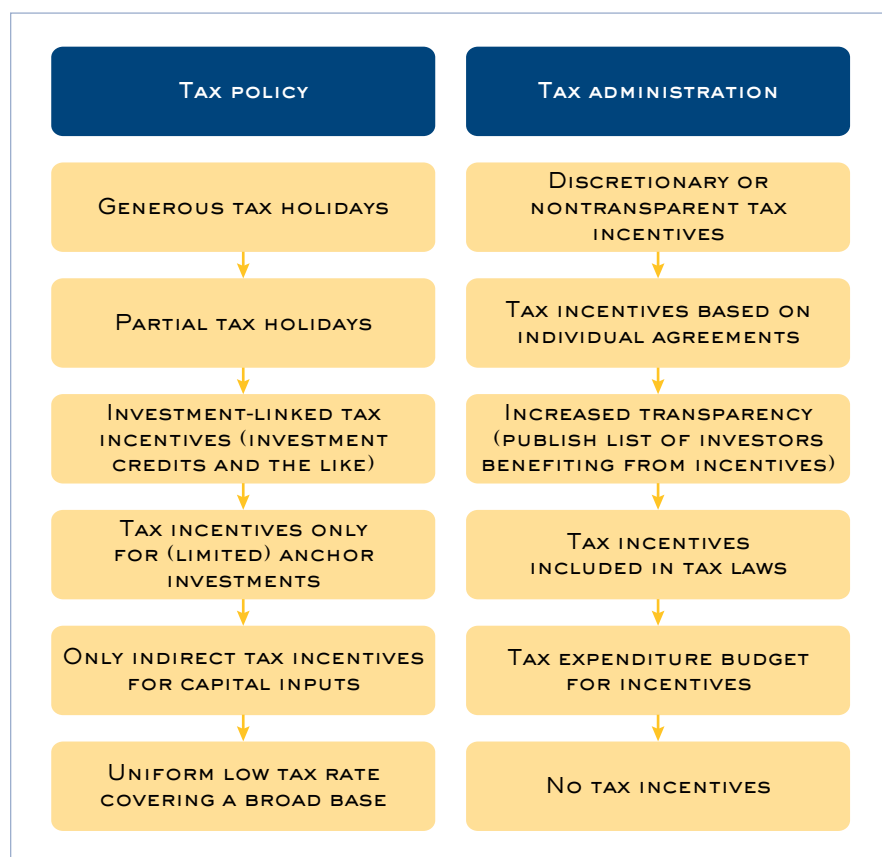 Tax policy
Tax administration
Generous tax holidays
Discretionary or
nontransparent tax
incentives
Partial tax holidays
Tax incentives based on
individual agreements
Investment-linked tax
incentives (investment
credits and the like)
Increased transparency
(publish list of investors
benefiting from incentives)
Tax incentives only
for (limited) anchor
investments
Tax incentives
included in tax laws
Only indirect tax incentives
for capital inputs
Tax expenditure budget
for incentives
Uniform low tax rate
covering a broad base
No tax incentives